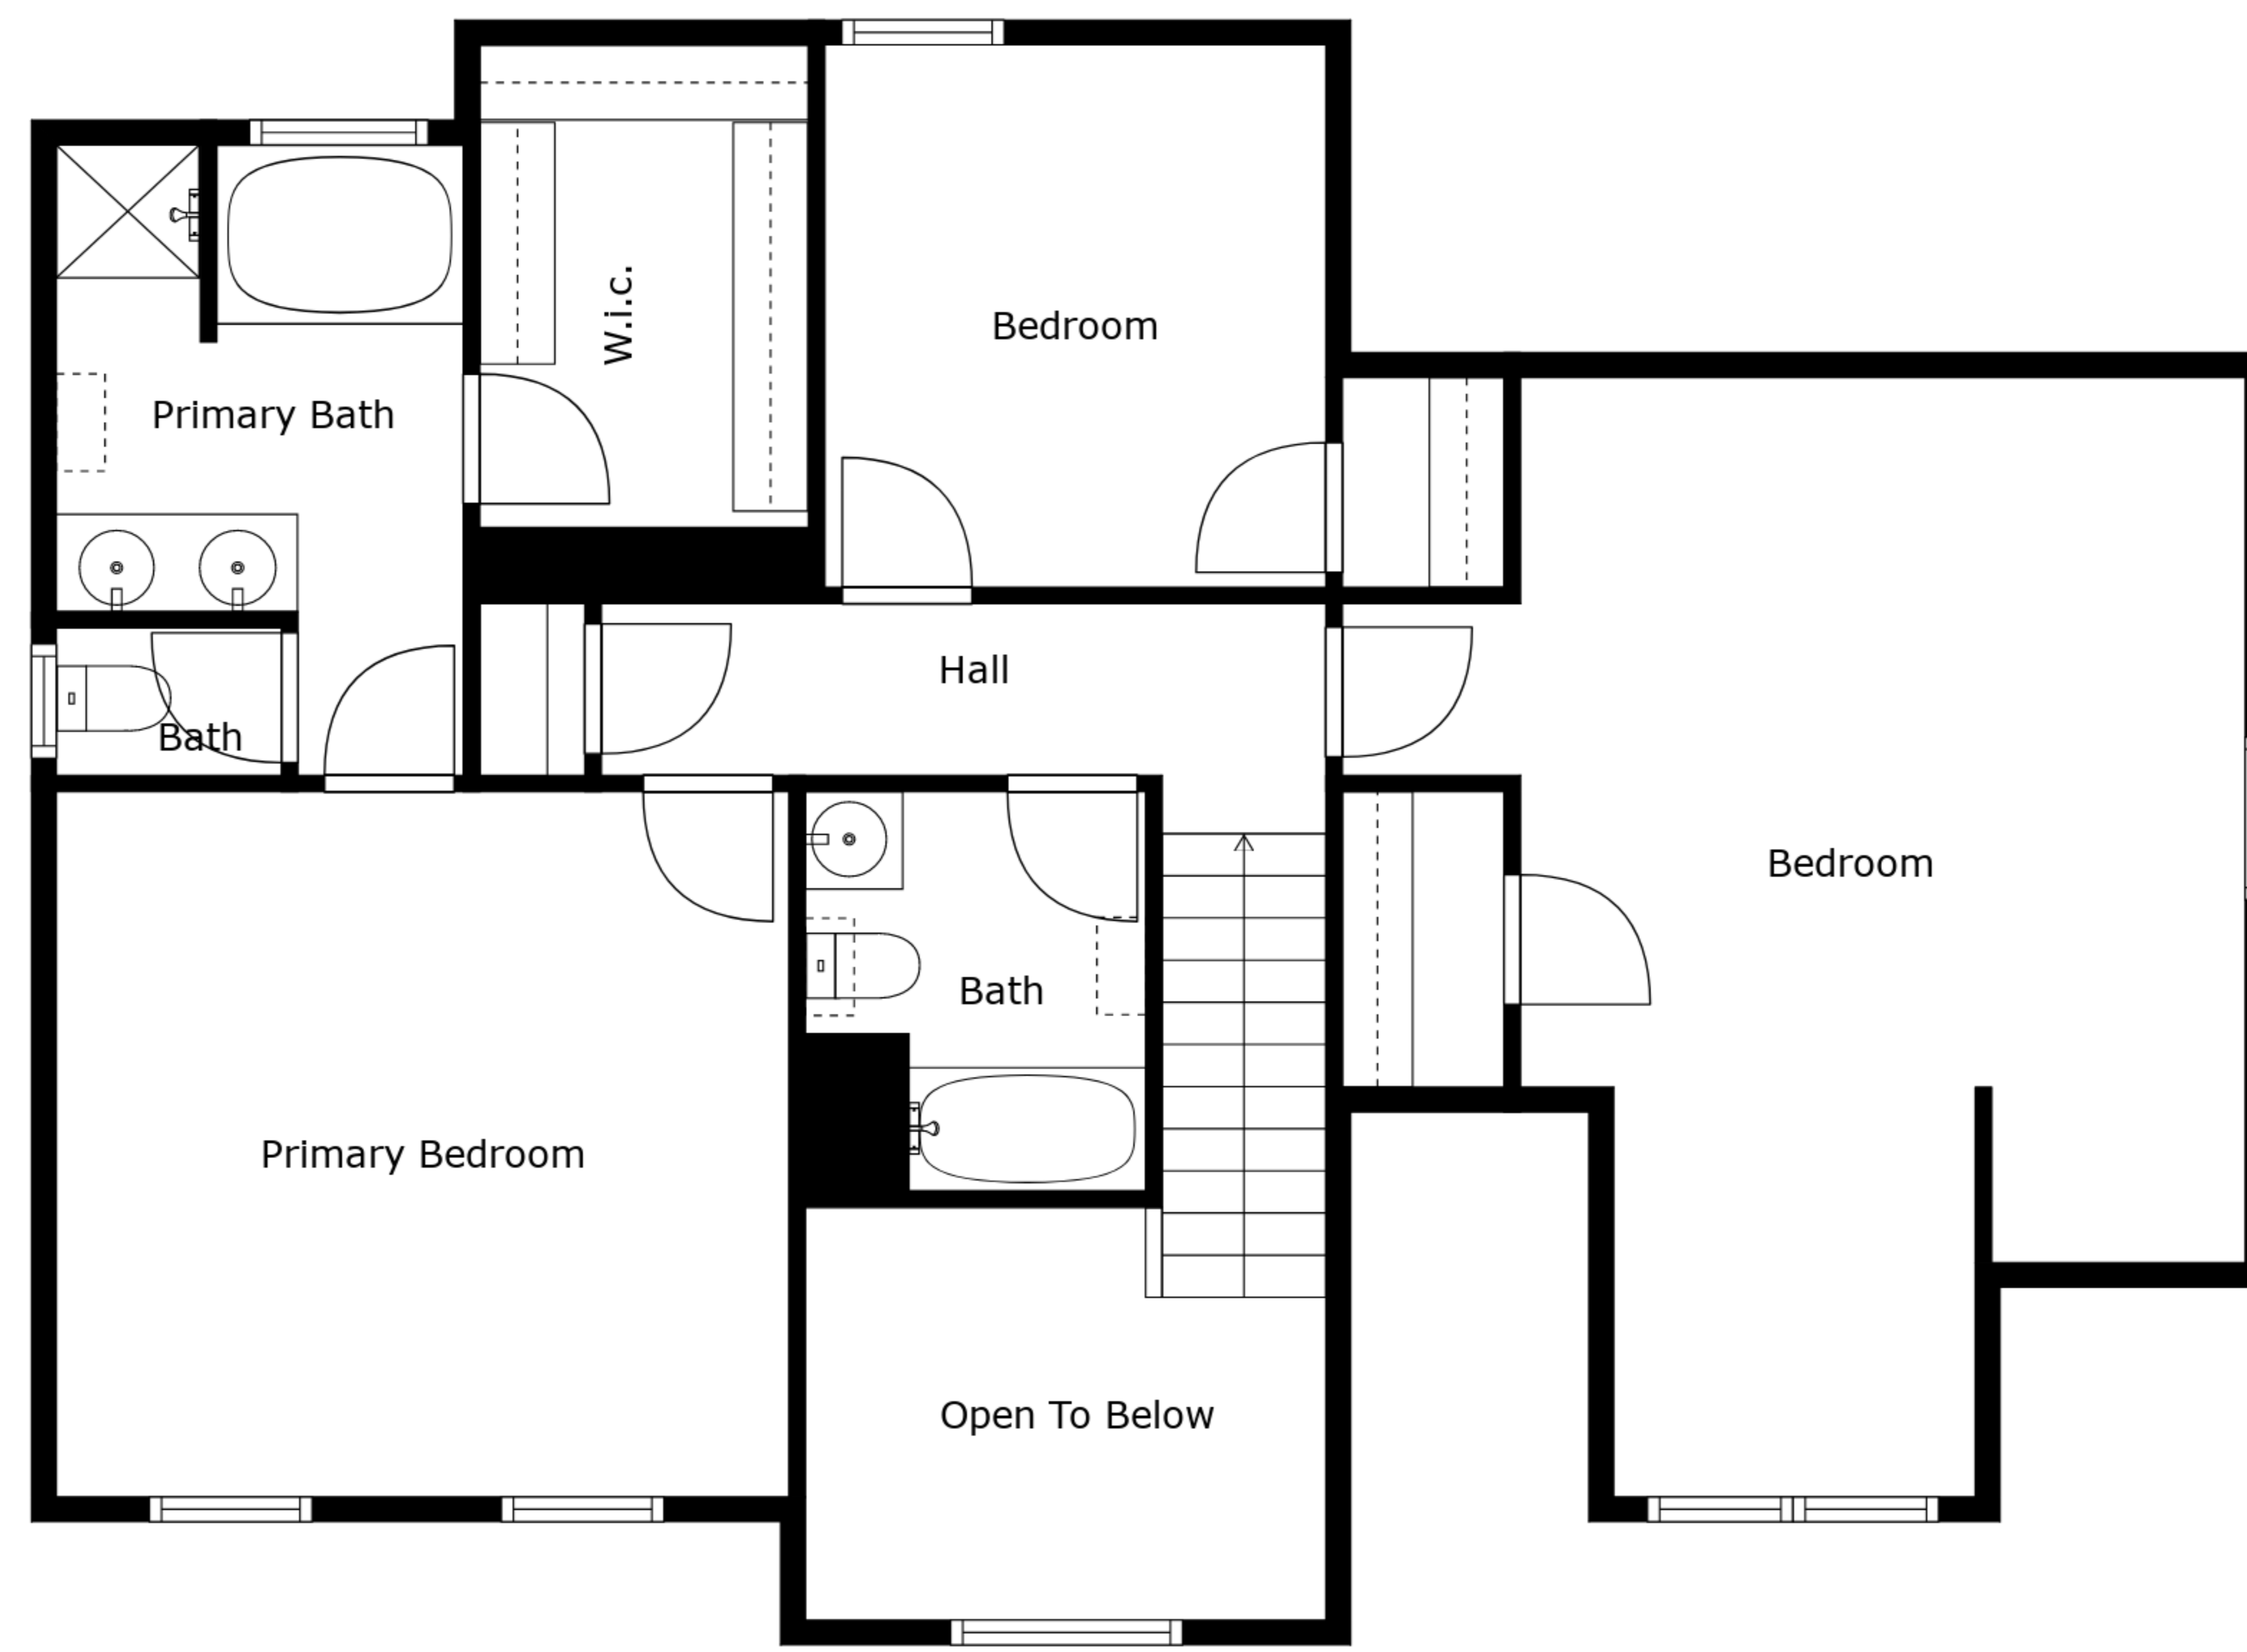 W.i.c.
Bedroom
Primary Bath
Hall
Bath
Bedroom
Bath
Primary Bedroom
Open To Below